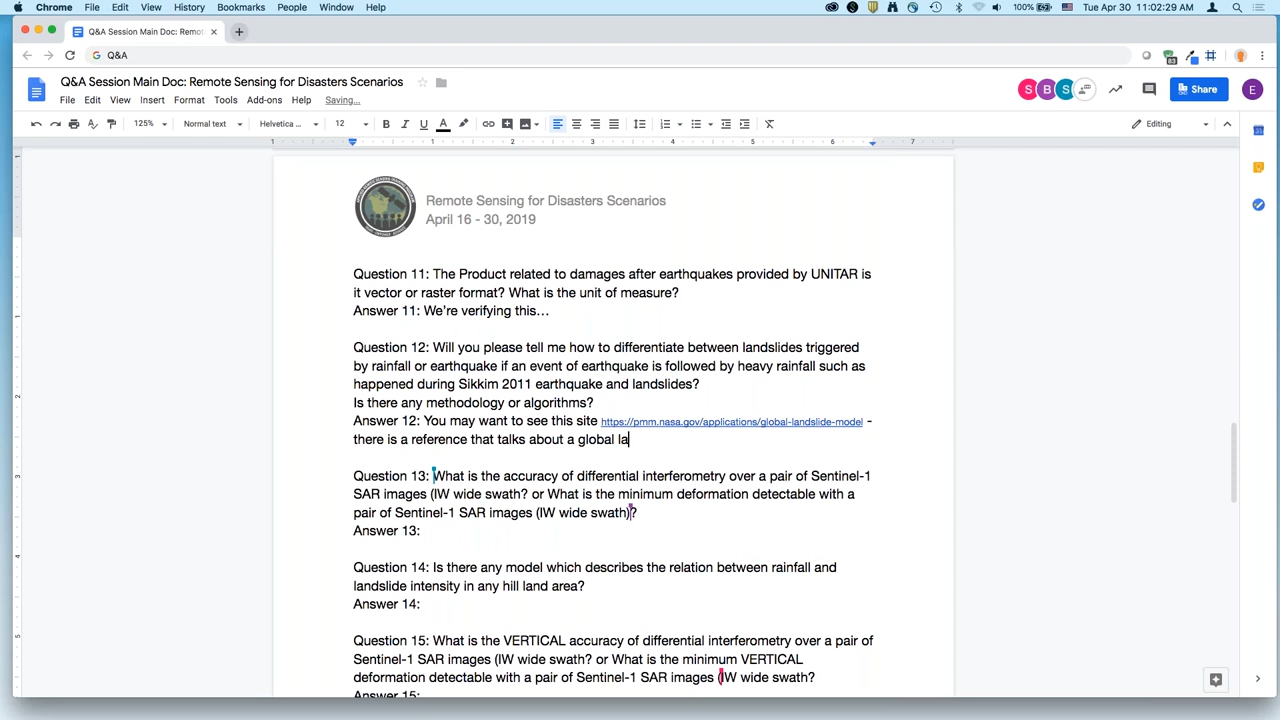 Chrome File Edit View History Bookmarks People Window Help 100% Tue Apr 30 11:02:29 AM
Q&A Session Main Doc: Remot
Q&A
Q&A Session Main Doc: Remote Sensing for Disasters Scenarios
S B S Share E
File Edit View Insert Format Tools Add-ons Help Saving...
125% Normal text Helvetica ... 12 B I U A Editing
1 1 2 3 4 5 6 7
Remote Sensing for Disasters Scenarios
April 16 - 30, 2019
Question 11: The Product related to damages after earthquakes provided by UNITAR is
it vector or raster format? What is the unit of measure?
Answer 11: We're verifying this...
Question 12: Will you please tell me how to differentiate between landslides triggered
by rainfall or earthquake if an event of earthquake is followed by heavy rainfall such as
happened during Sikkim 2011 earthquake and landslides?
Is there any methodology or algorithms?
Answer 12: You may want to see this site https://pmm.nasa.gov/applications/global-landslide-model -
there is a reference that talks about a global la
Question 13: What is the accuracy of differential interferometry over a pair of Sentinel-1
SAR images (IW wide swath? or What is the minimum deformation detectable with a
pair of Sentinel-1 SAR images (IW wide swath)?
Answer 13:
Question 14: Is there any model which describes the relation between rainfall and
landslide intensity in any hill land area?
Answer 14:
Question 15: What is the VERTICAL accuracy of differential interferometry over a pair of
Sentinel-1 SAR images (IW wide swath? or What is the minimum VERTICAL
deformation detectable with a pair of Sentinel-1 SAR images (IW wide swath?
Answer 15: